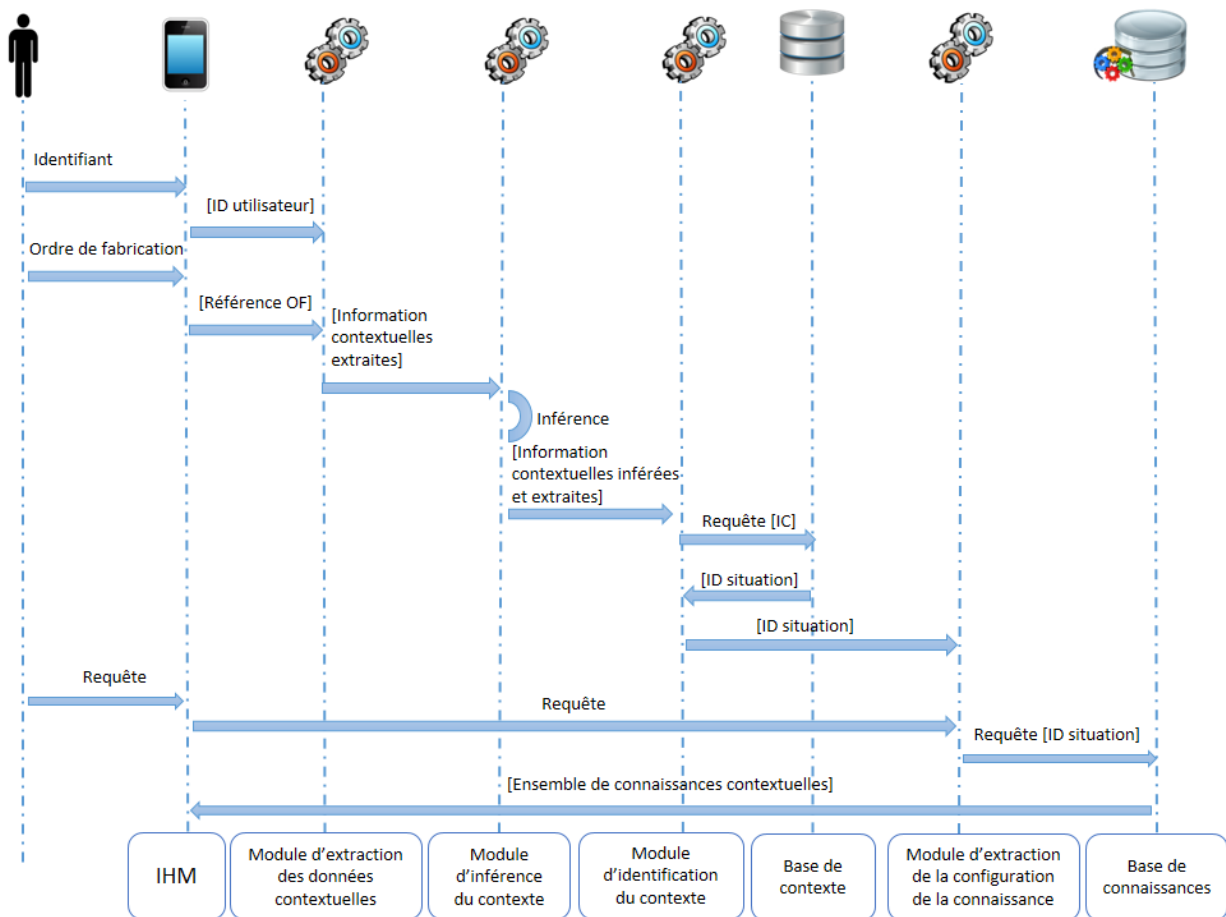 Identifiant
[ID utilisateur]
Ordre de fabrication
[Référence OF]
[Information
contextuelles
extraites]
Inférence
[Information
contextuelles inférées
et extraites]
Requête [IC]
[ID situation]
[ID situation]
Requête
Requête
Requête [ID situation]
[Ensemble de connaissances contextuelles]
IHM
Module d'extraction
des données
contextuelles
Module
d'inférence
du contexte
Module
d'identification
du contexte
Base de
contexte
Module d'extraction
de la configuration
de la connaissance
Base de
connaissances